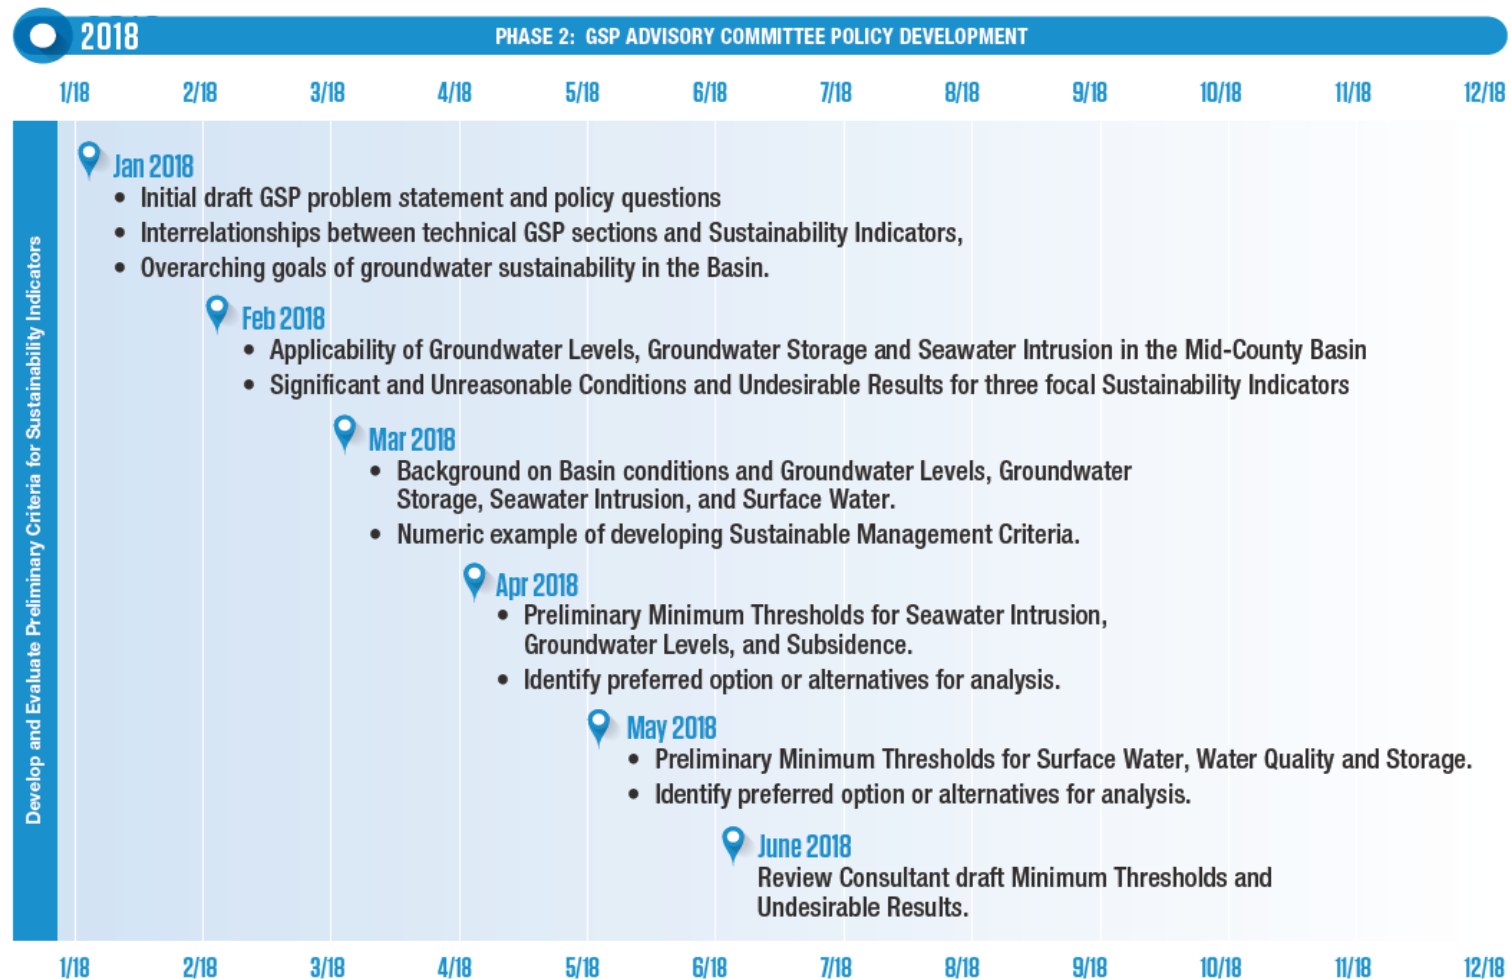 2018
PHASE 2: GSP ADVISORY COMMITTEE POLICY DEVELOPMENT
1/18 2/18 3/18 4/18 5/18 6/18 7/18 8/18 9/18 10/18 11/18 12/18
Develop and Evaluate Preliminary Criteria for Sustainability Indicators
Jan 2018
• Initial draft GSP problem statement and policy questions
• Interrelationships between technical GSP sections and Sustainability Indicators,
• Overarching goals of groundwater sustainability in the Basin.
Feb 2018
• Applicability of Groundwater Levels, Groundwater Storage and Seawater Intrusion in the Mid-County Basin
• Significant and Unreasonable Conditions and Undesirable Results for three focal Sustainability Indicators
Mar 2018
• Background on Basin conditions and Groundwater Levels, Groundwater
Storage, Seawater Intrusion, and Surface Water.
• Numeric example of developing Sustainable Management Criteria.
Apr 2018
• Preliminary Minimum Thresholds for Seawater Intrusion,
Groundwater Levels, and Subsidence.
• Identify preferred option or alternatives for analysis.
May 2018
• Preliminary Minimum Thresholds for Surface Water, Water Quality and Storage.
• Identify preferred option or alternatives for analysis.
June 2018
Review Consultant draft Minimum Thresholds and
Undesirable Results.
1/18 2/18 3/18 4/18 5/18 6/18 7/18 8/18 9/18 10/18 11/18 12/18